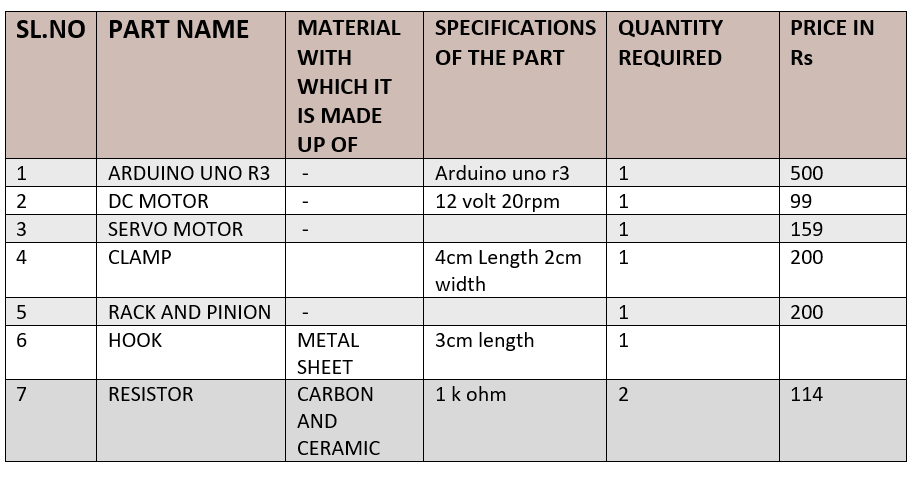 SL.NO PART NAME MATERIAL WITH WHICH IT IS MADE UP OF SPECIFICATIONS OF THE PART QUANTITY REQUIRED PRICE IN Rs
1 ARDUINO UNO R3 - Arduino uno r3 1 500
2 DC MOTOR - 12 volt 20rpm 1 99
3 SERVO MOTOR - 1 159
4 CLAMP 4cm Length 2cm width 1 200
5 RACK AND PINION - 1 200
6 HOOK METAL SHEET 3cm length 1
7 RESISTOR CARBON AND CERAMIC 1 k ohm 2 114